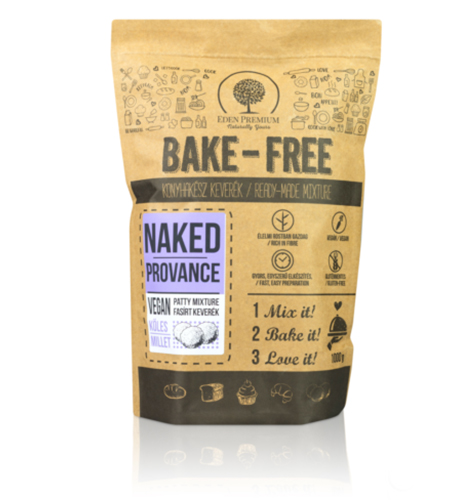 EDEN PREMIUM
Naturally Yours
BAKE-FREE
KONYHAKÉSZ KEVERÉK / READY-MADE MIXTURE
NAKED
PROVANCE
VEGAN
PATTY MIXTURE
FASÍRT KEVERÉK
KÖLES
MILLET
ÉLELMI ROSTBAN GAZDAG
/ RICH IN FIBRE
VEGÁN / VEGAN
GYORS, EGYSZERŰ ELKÉSZÍTÉS,
/ FAST, EASY PREPARATION
GLUTÉNMENTES
/ GLUTEN-FREE
1 Mix it!
2 Bake it!
3 Love it!
1000 g